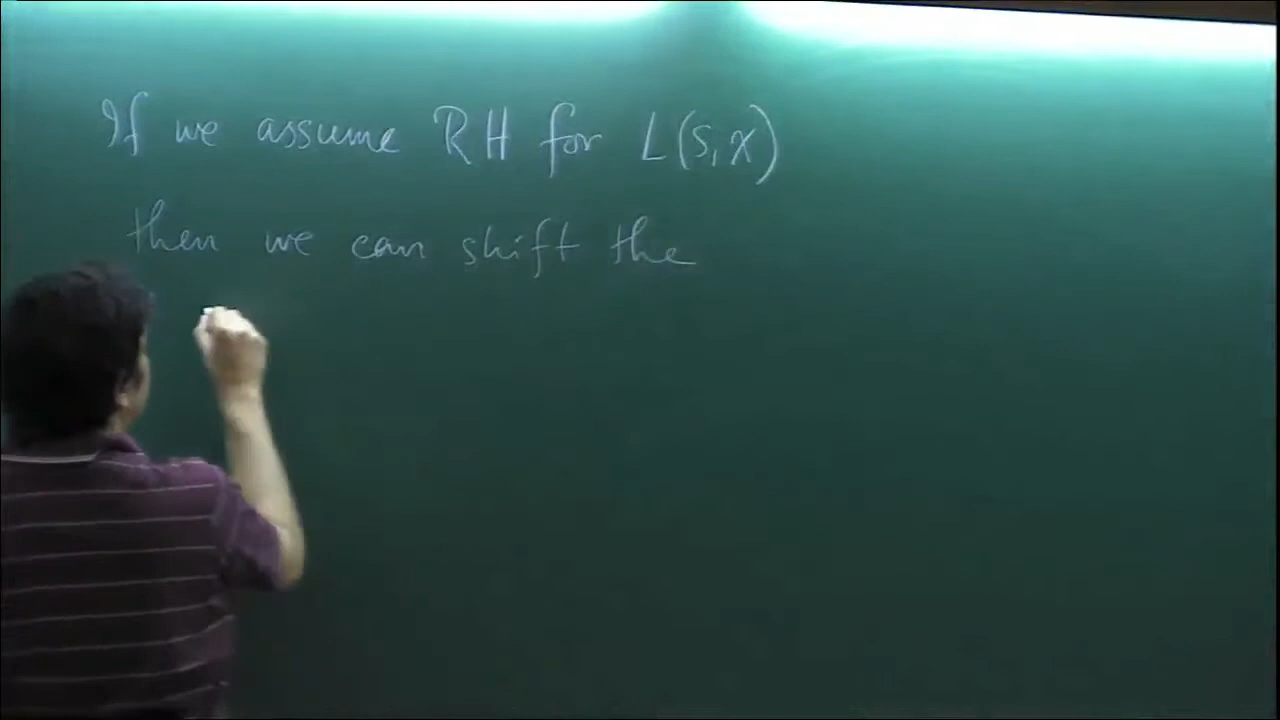 If we assume RH for L(s, χ)
then we can shift the